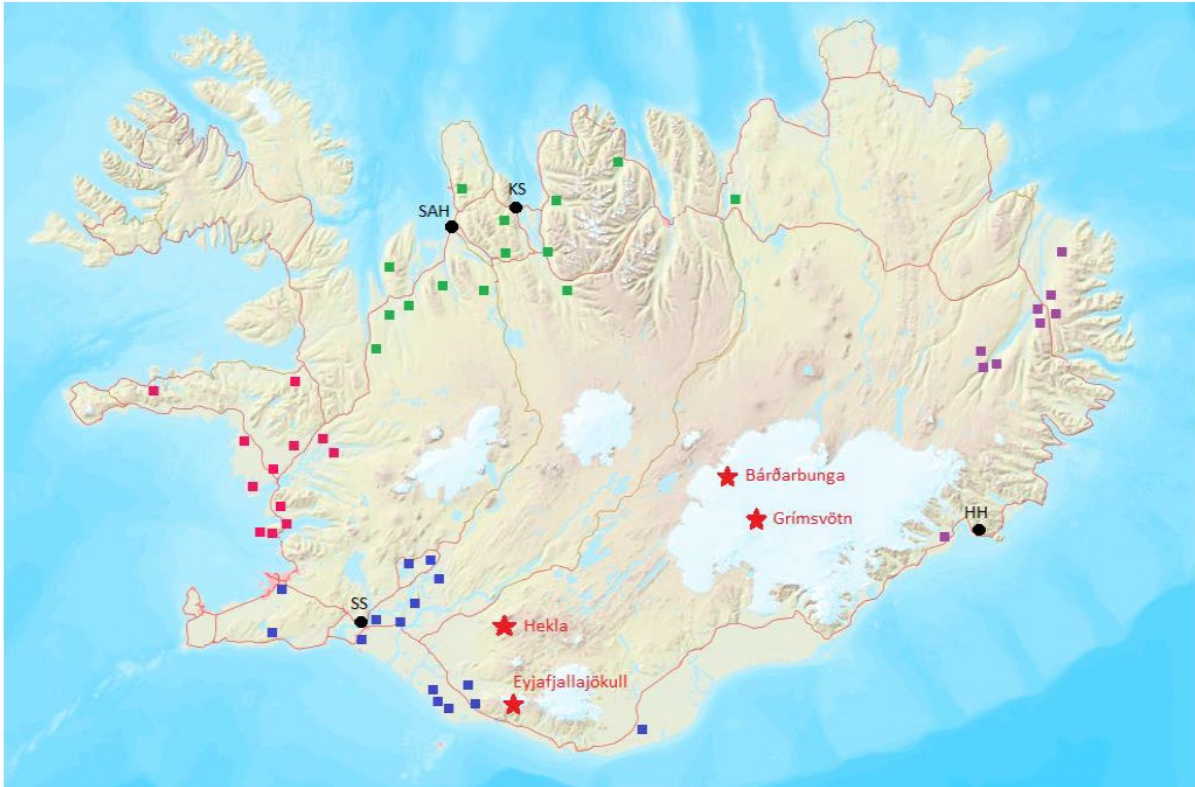 KS
SAH
Bárðarbunga
Grímsvötn
HH
SS
Hekla
Eyjafjallajökull